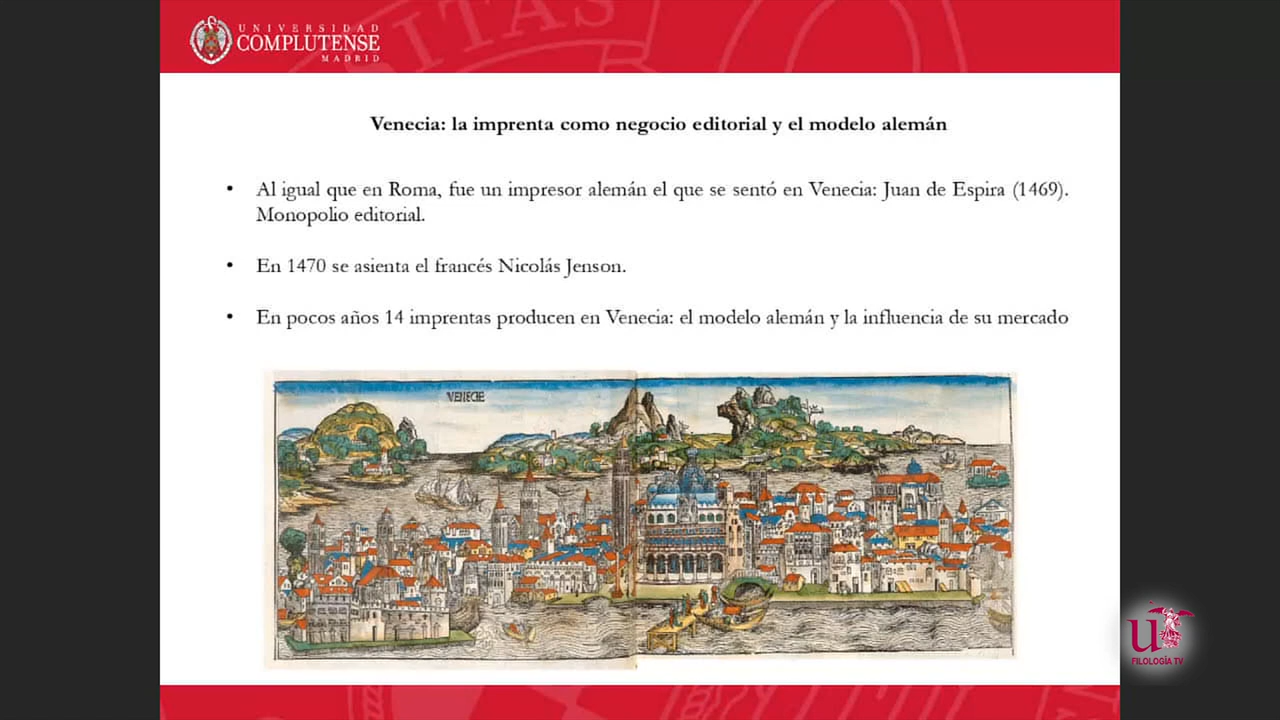 UNIVERSIDAD
COMPLUTENSE
MADRID
Venecia: la imprenta como negocio editorial y el modelo alemán
• Al igual que en Roma, fue un impresor alemán el que se sentó en Venecia: Juan de Espira (1469).
Monopolio editorial.
• En 1470 se asienta el francés Nicolás Jenson.
• En pocos años 14 imprentas producen en Venecia: el modelo alemán y la influencia de su mercado
VENECIE
U
FILOLOGÍA TV